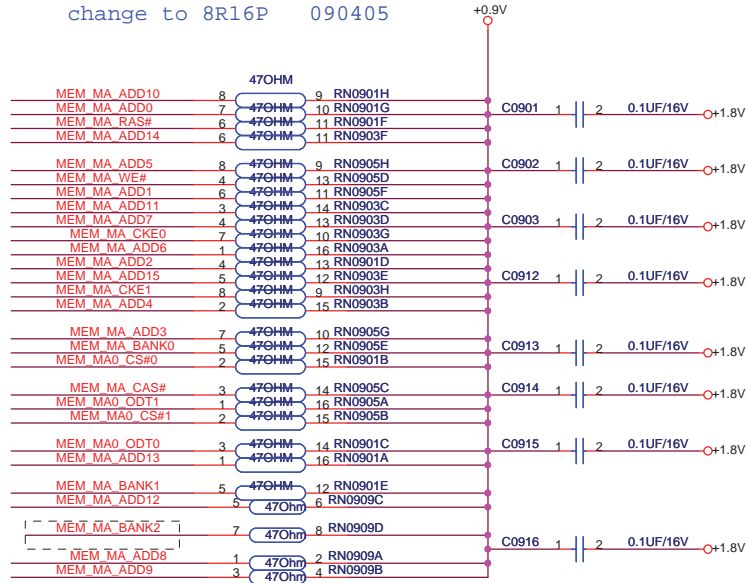 change to 8R16P 090405
+0.9V
47OHM
MEM_MA_ADD10 8 9 RN0901H
MEM_MA_ADD0 7 47OHM 10 RN0901G C0901 1 2 0.1UF/16V +1.8V
MEM_MA_RAS# 6 47OHM 11 RN0901F
MEM_MA_ADD14 6 47OHM 11 RN0903F
MEM_MA_ADD5 8 47OHM 9 RN0905H C0902 1 2 0.1UF/16V +1.8V
MEM_MA_WE# 4 47OHM 13 RN0905D
MEM_MA_ADD1 6 47OHM 11 RN0905F
MEM_MA_ADD11 3 47OHM 14 RN0903C
MEM_MA_ADD7 4 47OHM 13 RN0903D C0903 1 2 0.1UF/16V +1.8V
MEM_MA_CKE0 7 47OHM 10 RN0903G
MEM_MA_ADD6 1 47OHM 16 RN0903A
MEM_MA_ADD2 4 47OHM 13 RN0901D
MEM_MA_ADD15 5 47OHM 12 RN0903E C0912 1 2 0.1UF/16V +1.8V
MEM_MA_CKE1 8 47OHM 9 RN0903H
MEM_MA_ADD4 2 47OHM 15 RN0903B
MEM_MA_ADD3 7 47OHM 10 RN0905G
MEM_MA_BANK0 5 47OHM 12 RN0905E C0913 1 2 0.1UF/16V +1.8V
MEM_MA0_CS#0 2 47OHM 15 RN0901B
MEM_MA_CAS# 3 47OHM 14 RN0905C C0914 1 2 0.1UF/16V +1.8V
MEM_MA0_ODT1 1 47OHM 16 RN0905A
MEM_MA0_CS#1 2 47OHM 15 RN0905B
MEM_MA0_ODT0 3 47OHM 14 RN0901C C0915 1 2 0.1UF/16V +1.8V
MEM_MA_ADD13 1 47OHM 16 RN0901A
MEM_MA_BANK1 5 47OHM 12 RN0901E
MEM_MA_ADD12 5 47Ohm 6 RN0909C
MEM_MA_BANK2 7 47Ohm 8 RN0909D C0916 1 2 0.1UF/16V +1.8V
MEM_MA_ADD8 1 47Ohm 2 RN0909A
MEM_MA_ADD9 3 47Ohm 4 RN0909B